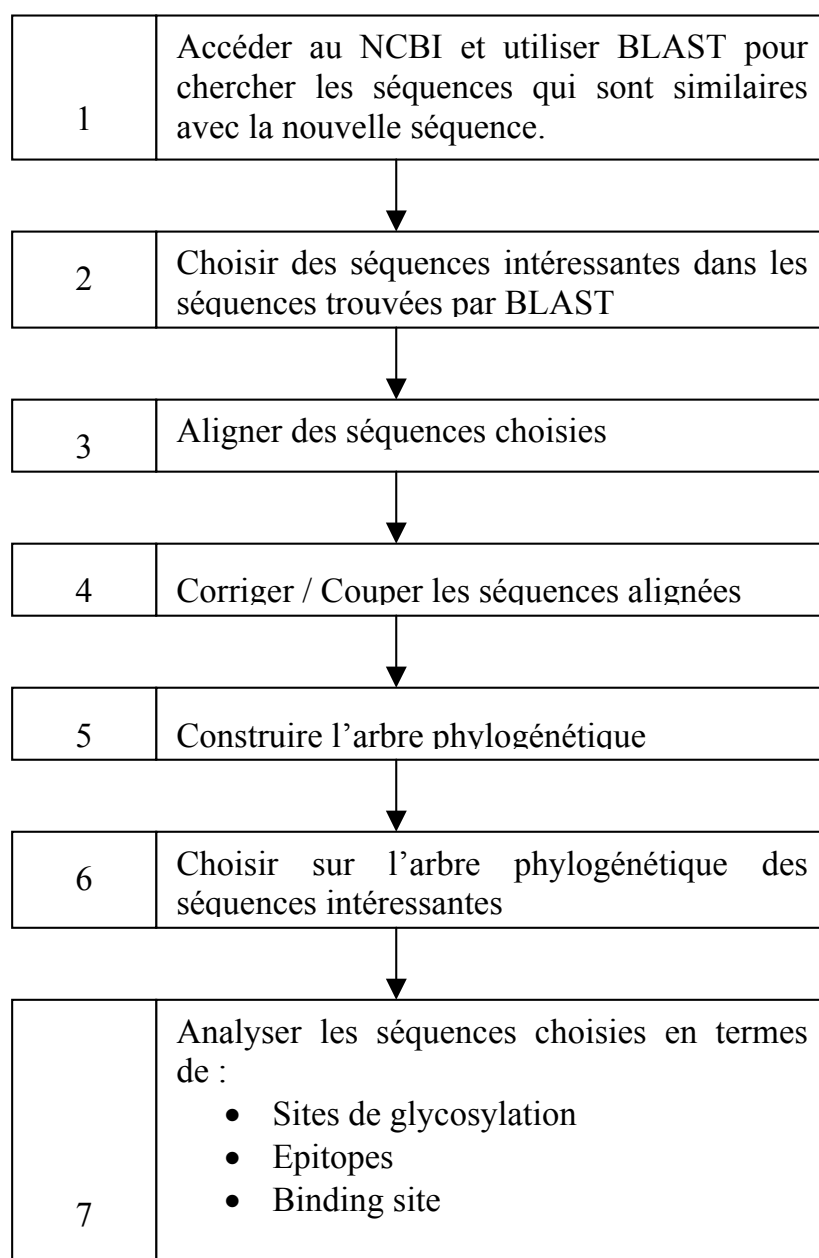 1
Accéder au NCBI et utiliser BLAST pour
chercher les séquences qui sont similaires
avec la nouvelle séquence.
2
Choisir des séquences intéressantes dans les
séquences trouvées par BLAST
3
Aligner des séquences choisies
4
Corriger / Couper les séquences alignées
5
Construire l’arbre phylogénétique
6
Choisir sur l’arbre phylogénétique des
séquences intéressantes
7
Analyser les séquences choisies en termes
de :
• Sites de glycosylation
• Epitopes
• Binding site